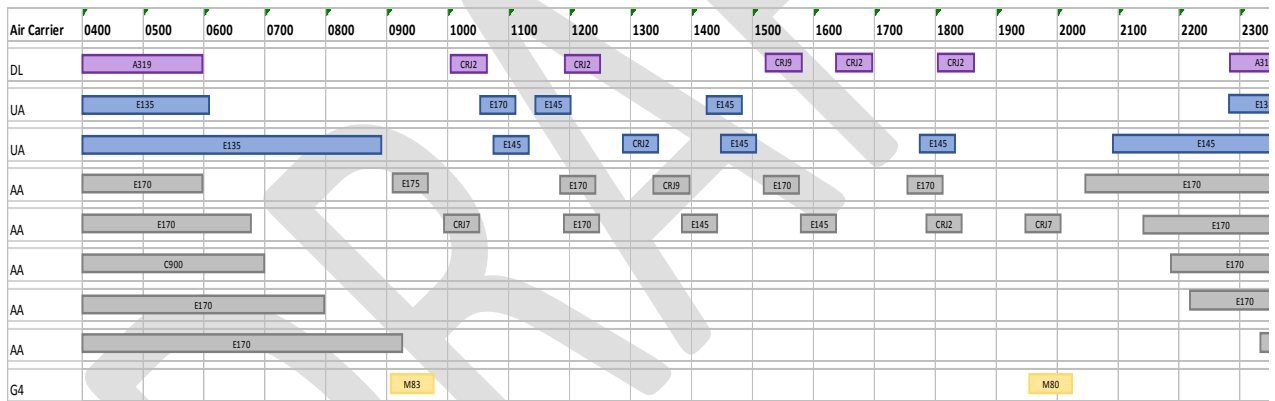 Air Carrier 0400 0500 0600 0700 0800 0900 1000 1100 1200 1300 1400 1500 1600 1700 1800 1900 2000 2100 2200 2300
DL A319 CRJ2 CRJ2 CRJ9 CRJ2 CRJ2 A31
UA E135 E170 E145 E145 E13
UA E135 E145 CRJ2 E145 E145 E145
AA E170 E175 E170 CRJ9 E170 E170 E170
AA E170 CRJ7 E170 E145 E145 CRJ2 CRJ7 E170
AA C900 E170
AA E170 E170
AA E170
G4 M83 M80